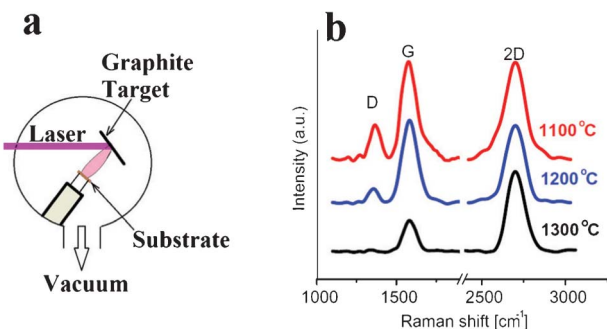 a
Graphite
Target
Laser
Substrate
Vacuum
b
G
2D
D
1100 °C
1200 °C
1300 °C
Intensity (a.u.)
1000 1500 2500 3000
Raman shift [cm⁻¹]